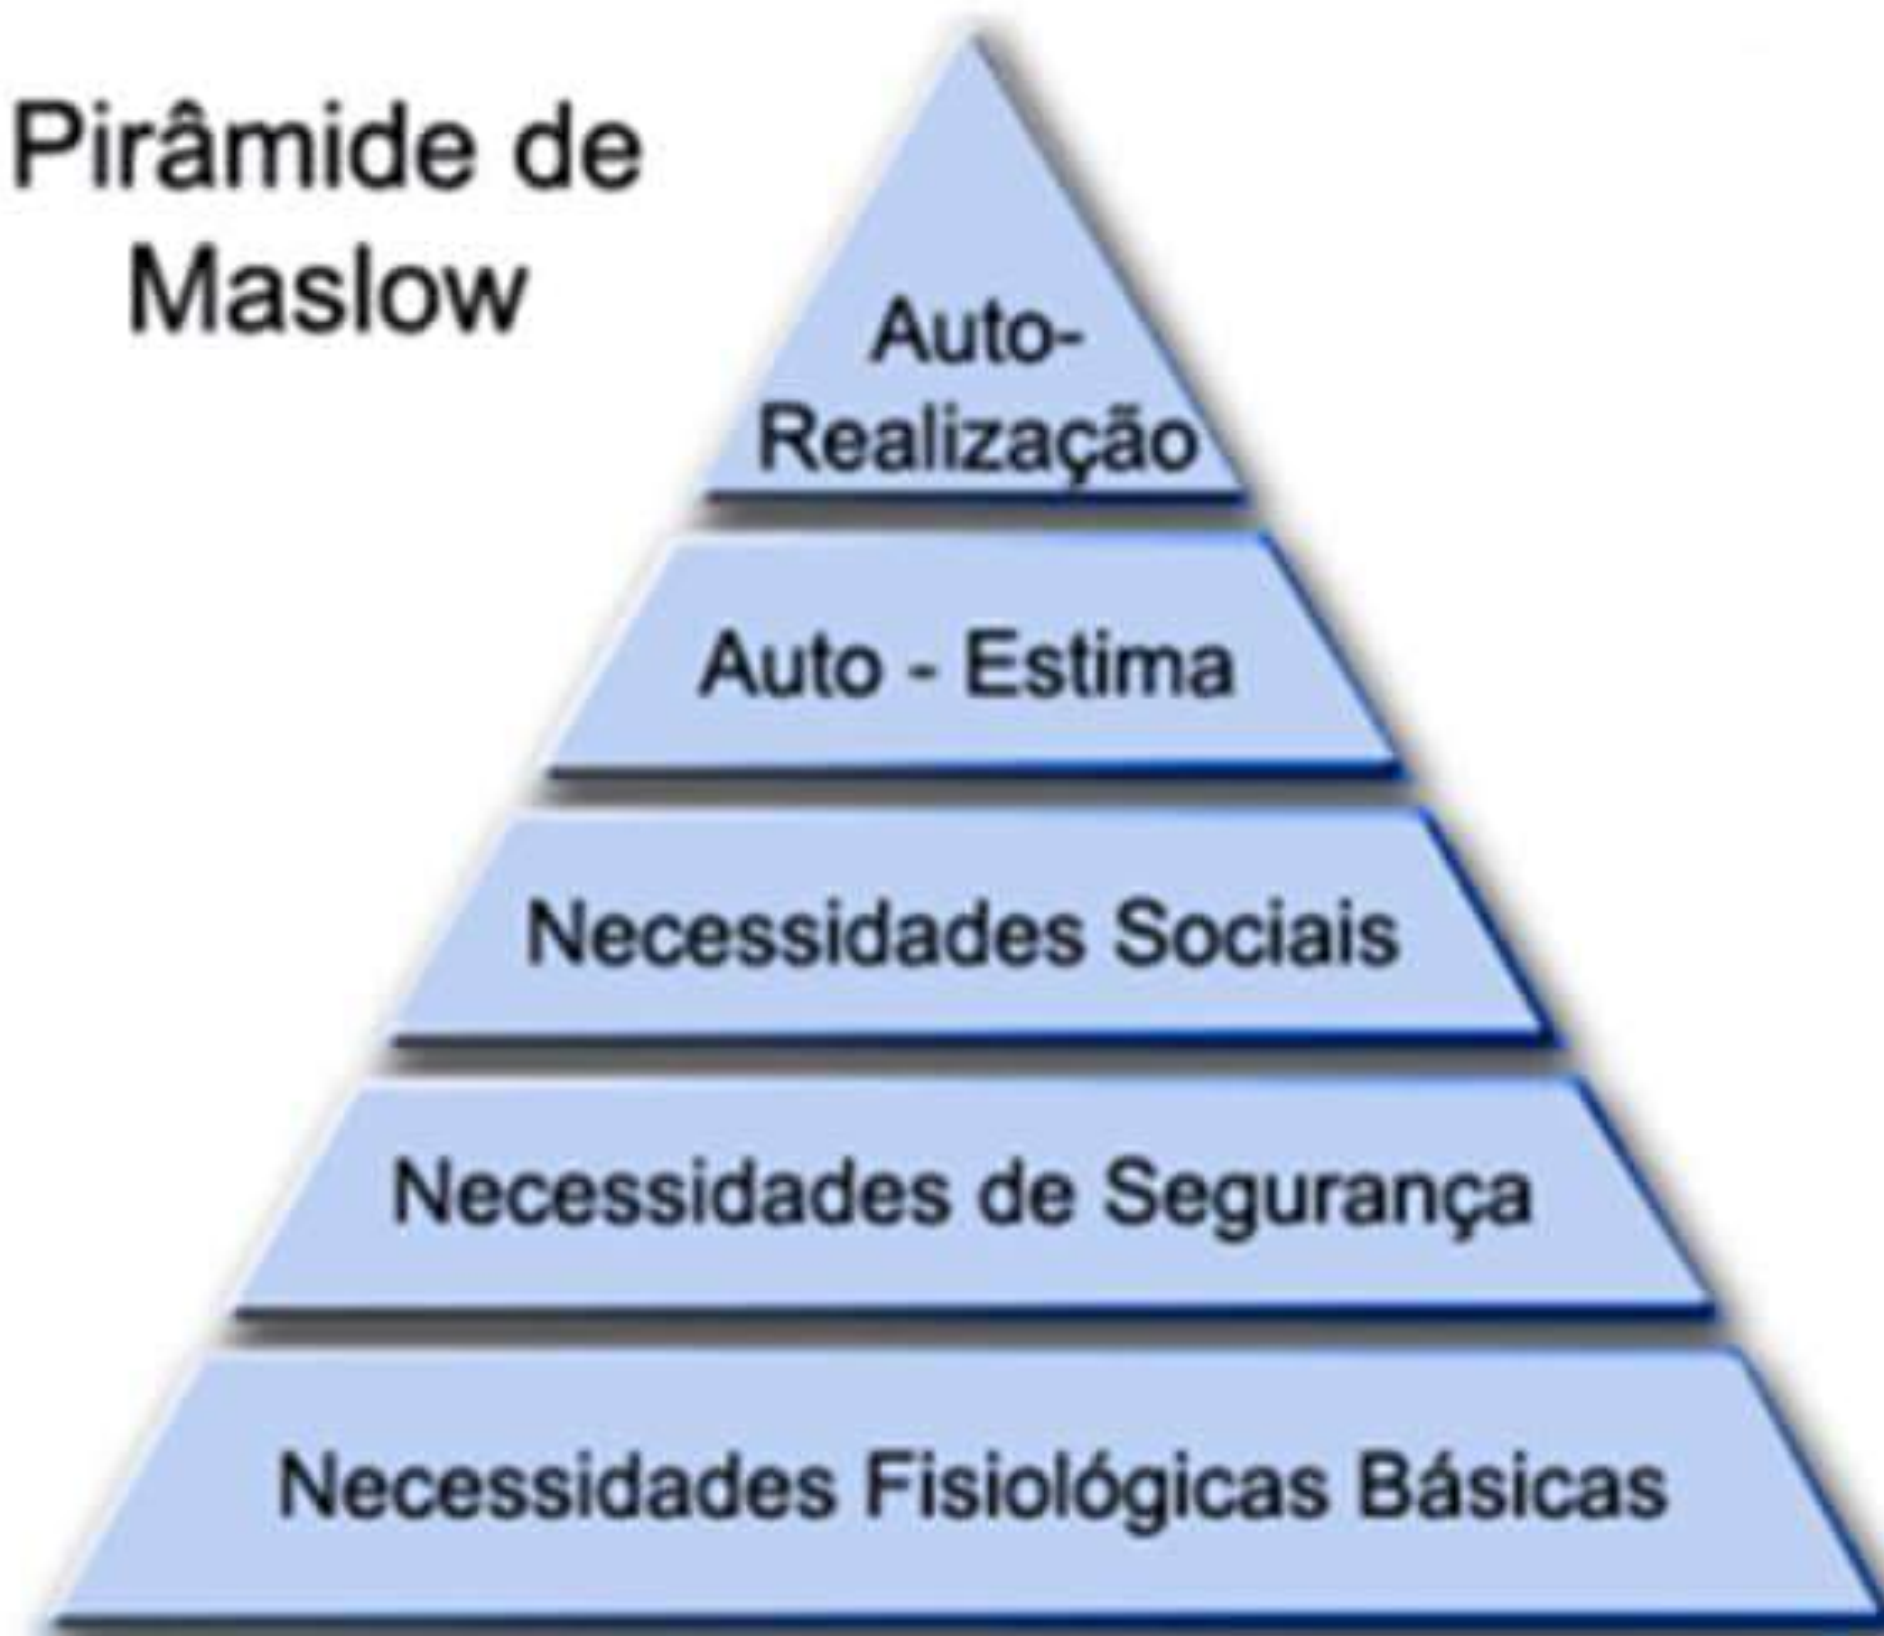 Pirâmide de
Maslow
Auto-
Realização
Auto - Estima
Necessidades Sociais
Necessidades de Segurança
Necessidades Fisiológicas Básicas